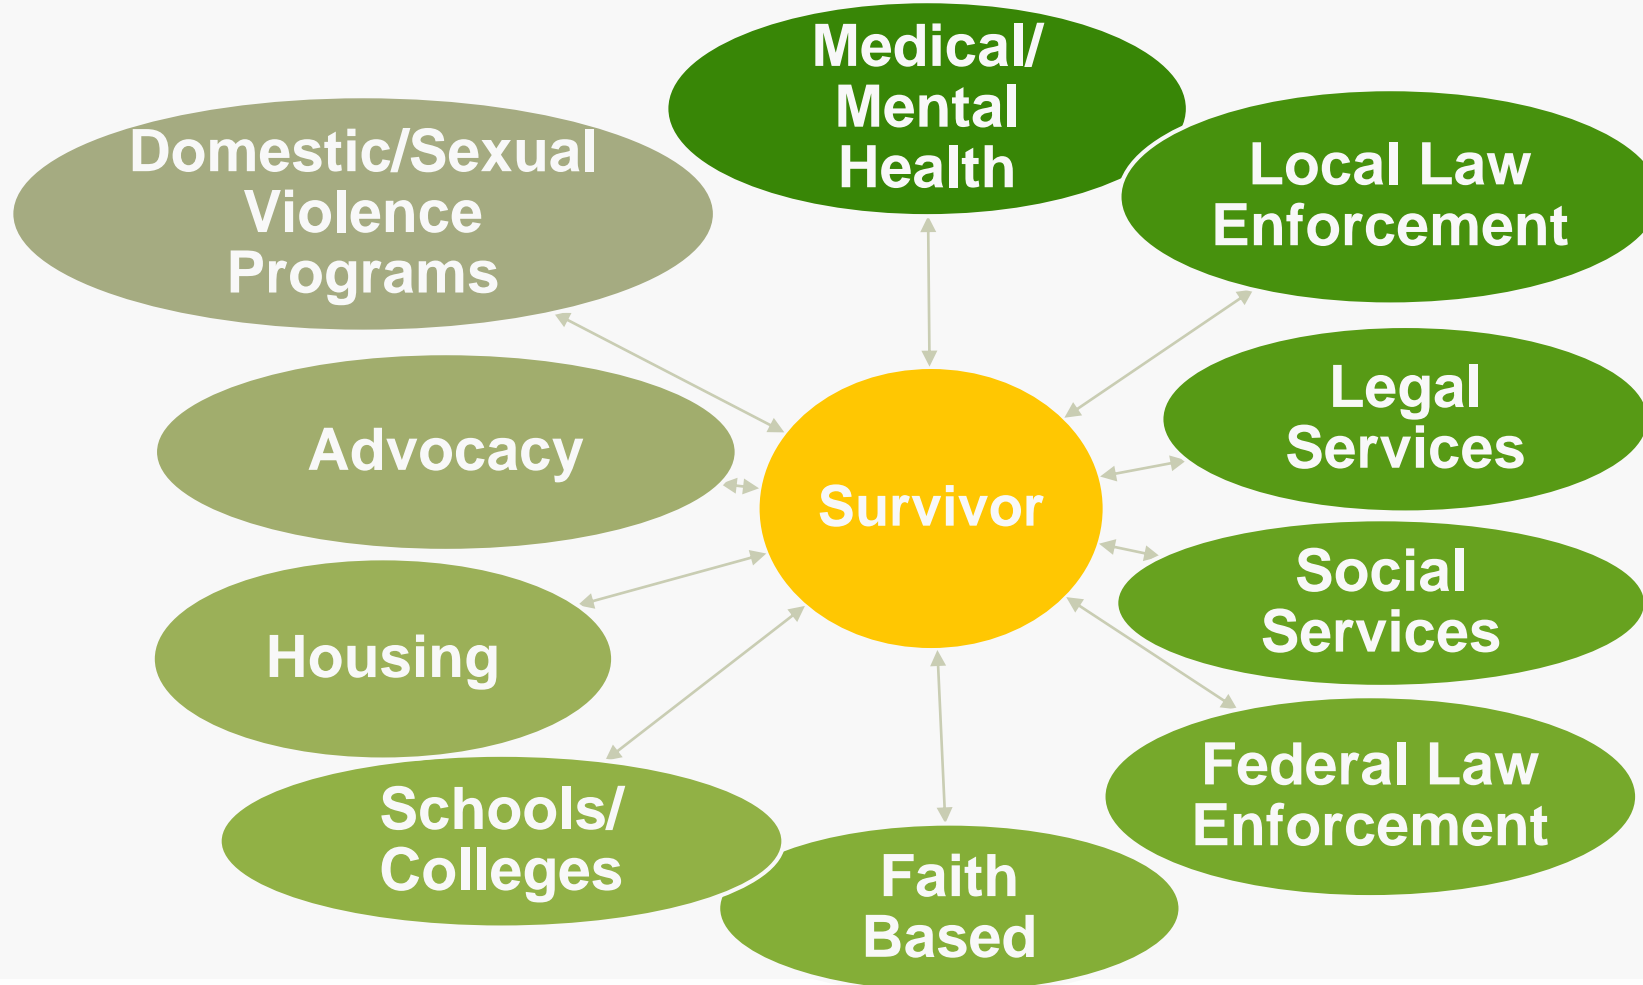 Medical/
Mental
Health
Local Law
Enforcement
Legal
Services
Social
Services
Federal Law
Enforcement
Faith
Based
Schools/
Colleges
Housing
Advocacy
Domestic/Sexual
Violence
Programs
Survivor